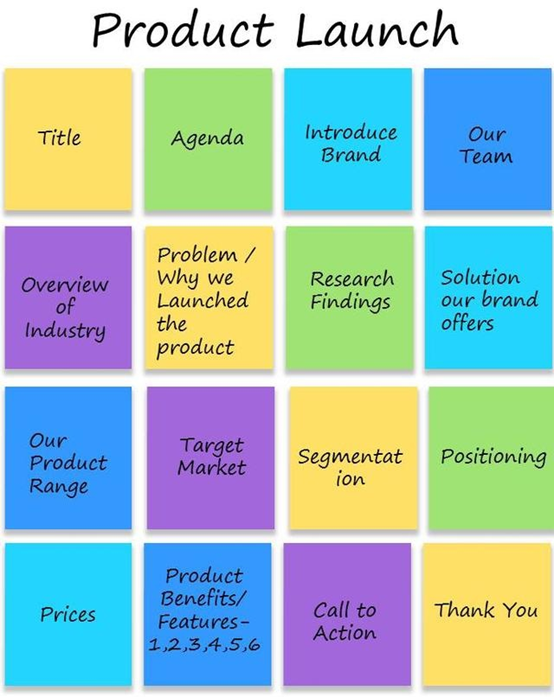 Product Launch
Title
Agenda
Introduce
Brand
Our
Team
Overview
of
Industry
Problem /
Why we
Launched
the
product
Research
Findings
Solution
our brand
offers
Our
Product
Range
Target
Market
Segmentat
ion
Positioning
Prices
Product
Benefits/
Features-
1,2,3,4,5,6
Call to
Action
Thank You